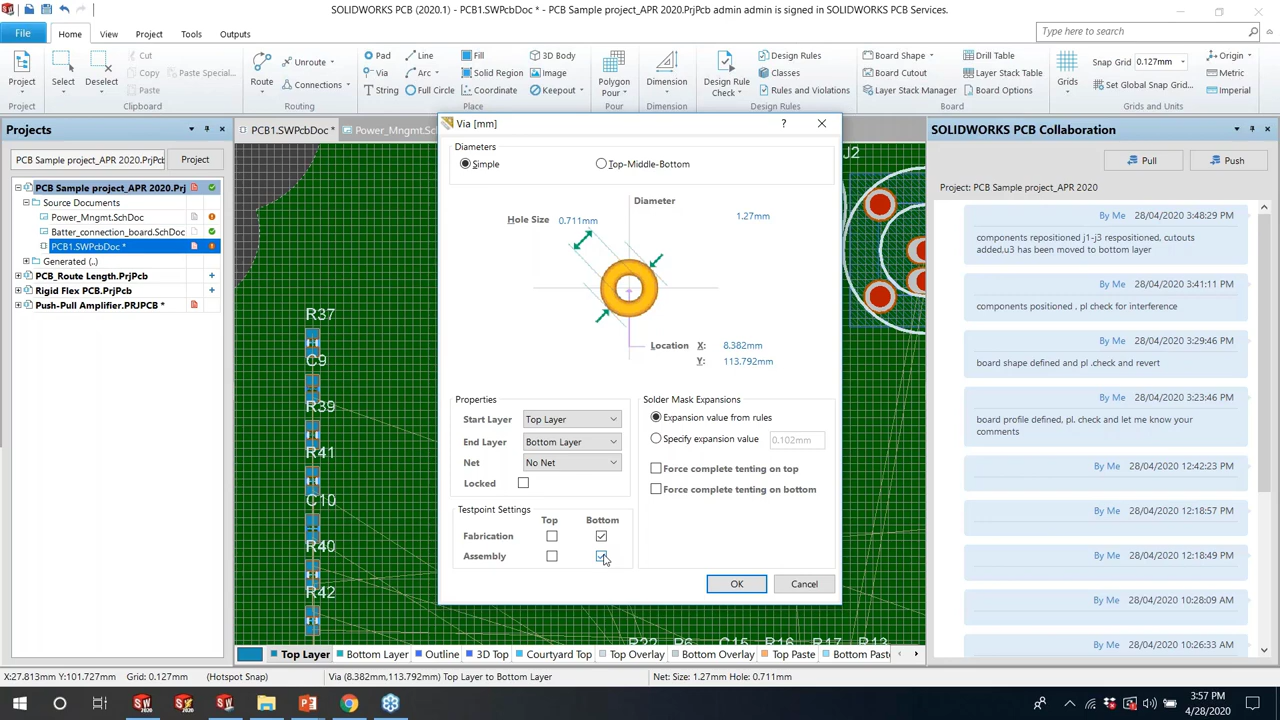 SOLIDWORKS PCB (2020.1) - PCB1.SWPcbDoc * - PCB Sample project_APR 2020.PrjPcb admin admin is signed in SOLIDWORKS PCB Services.
File Home View Project Tools Outputs
Type here to search
Project
Project
Select
Deselect
Cut
Copy
Paste Special...
Paste
Clipboard
Route
Unroute
Connections
Routing
Pad
Via
String
Line
Arc
Full Circle
Fill
Solid Region
Coordinate
3D Body
Image
Keepout
Place
Polygon Pour
Pour
Dimension
Dimension
Design Rule Check
Design Rules
Classes
Rules and Violations
Design Rules
Board Shape
Board Cutout
Layer Stack Manager
Drill Table
Layer Stack Table
Board Options
Board
Grids
Snap Grid 0.127mm
Set Global Snap Grid...
Origin
Metric
Imperial
Grids and Units
Projects
PCB Sample project_APR 2020.PrjPcb
Project
PCB Sample project_APR 2020.Prj
Source Documents
Power_Mngmt.SchDoc
Batter_connection_board.SchDoc
PCB1.SWPcbDoc *
Generated (..)
PCB_Route Length.PrjPcb
Rigid Flex PCB.PrjPcb
Push-Pull Amplifier.PRJPCB *
PCB1.SWPcbDoc * Power_Mngmt.Sc
R37
C9
R39
R41
C10
R40
R42
J2
R22 R6 C15 R16 R17 R13
Via [mm]
?
Diameters
Simple Top-Middle-Bottom
Diameter
1.27mm
Hole Size 0.711mm
Location X: 8.382mm
Y: 113.792mm
Properties
Start Layer Top Layer
End Layer Bottom Layer
Net No Net
Locked
Testpoint Settings
Top Bottom
Fabrication
Assembly
Solder Mask Expansions
Expansion value from rules
Specify expansion value 0.102mm
Force complete tenting on top
Force complete tenting on bottom
OK Cancel
SOLIDWORKS PCB Collaboration
Pull Push
Project: PCB Sample project_APR 2020
By Me 28/04/2020 3:48:29 PM
components repositioned j1-j3 respositioned, cutouts
added,u3 has been moved to bottom layer
By Me 28/04/2020 3:41:11 PM
components positioned , pl check for interference
By Me 28/04/2020 3:29:46 PM
board shape defined and pl .check and revert
By Me 28/04/2020 3:23:46 PM
board profile defined, pl. check and let me know your
comments
By Me 28/04/2020 12:42:23 PM
By Me 28/04/2020 12:18:57 PM
By Me 28/04/2020 12:18:49 PM
By Me 28/04/2020 10:28:09 AM
By Me 28/04/2020 10:26:33 AM
Top Layer Bottom Layer Outline 3D Top Courtyard Top Top Overlay Bottom Overlay Top Paste Bottom Paste
X:27.813mm Y:101.727mm Grid: 0.127mm (Hotspot Snap) Via (8.382mm,113.792mm) Top Layer to Bottom Layer Net: Size: 1.27mm Hole: 0.711mm
3:57 PM
4/28/2020